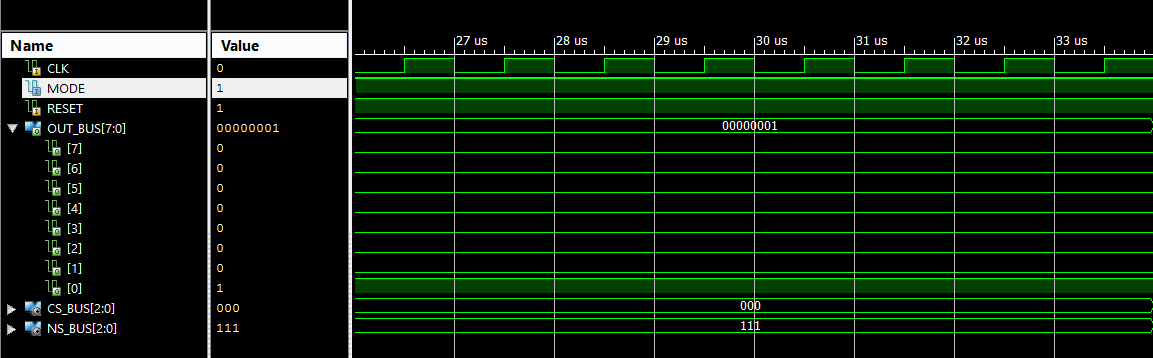 27 us 28 us 29 us 30 us 31 us 32 us 33 us
Name Value
CLK 0
MODE 1
RESET 1
OUT_BUS[7:0] 00000001 00000001
[7] 0
[6] 0
[5] 0
[4] 0
[3] 0
[2] 0
[1] 0
[0] 1
CS_BUS[2:0] 000 000
NS_BUS[2:0] 111 111